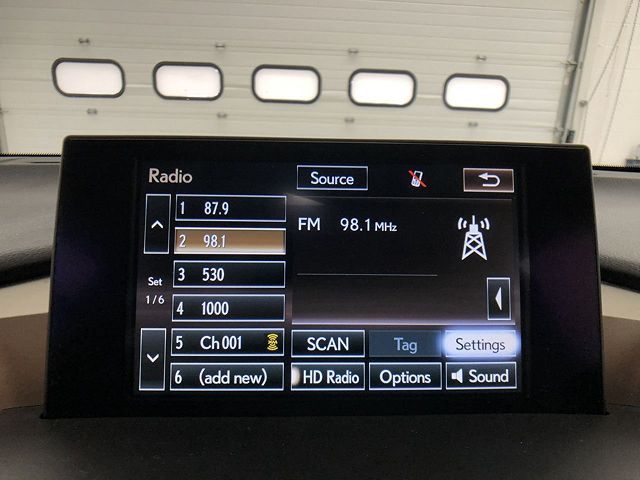 Radio
Source
1 87.9
2 98.1
3 530
4 1000
5 Ch 001
6 (add new)
Set
1/6
FM 98.1 MHz
SCAN
Tag
Settings
HD Radio
Options
Sound